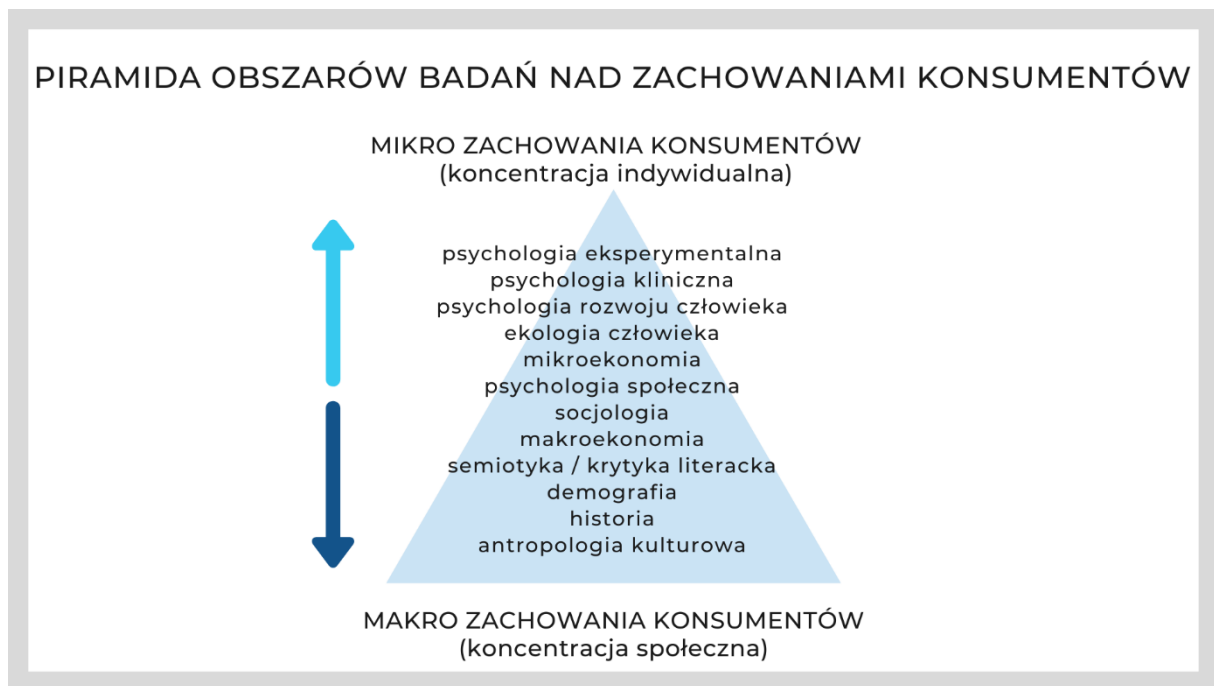 PIRAMIDA OBSZARÓW BADAŃ NAD ZACHOWANIAMI KONSUMENTÓW
MIKRO ZACHOWANIA KONSUMENTÓW
(koncentracja indywidualna)
psychologia eksperymentalna
psychologia kliniczna
psychologia rozwoju człowieka
ekologia człowieka
mikroekonomia
psychologia społeczna
socjologia
makroekonomia
semiotyka / krytyka literacka
demografia
historia
antropologia kulturowa
MAKRO ZACHOWANIA KONSUMENTÓW
(koncentracja społeczna)